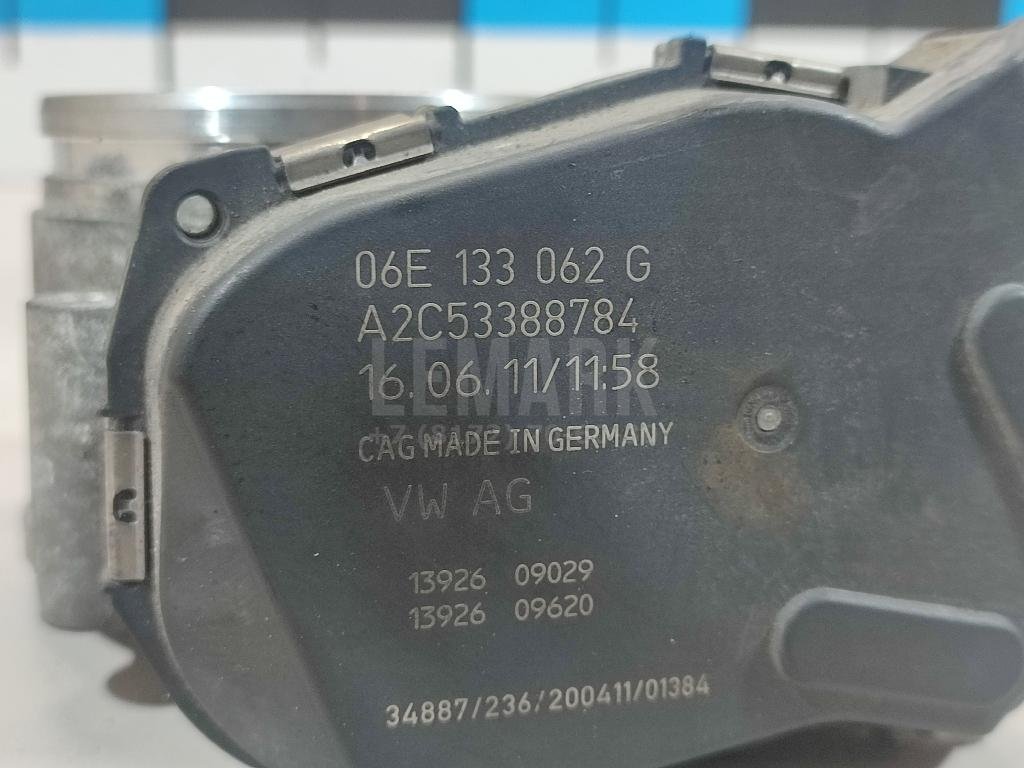 06E 133 062 G
A2C53388784
16.06.11/11:58
LEMARK
CAG MADE IN GERMANY
VW AG
13926 09029
13926 09620
34887/236/200411/01384